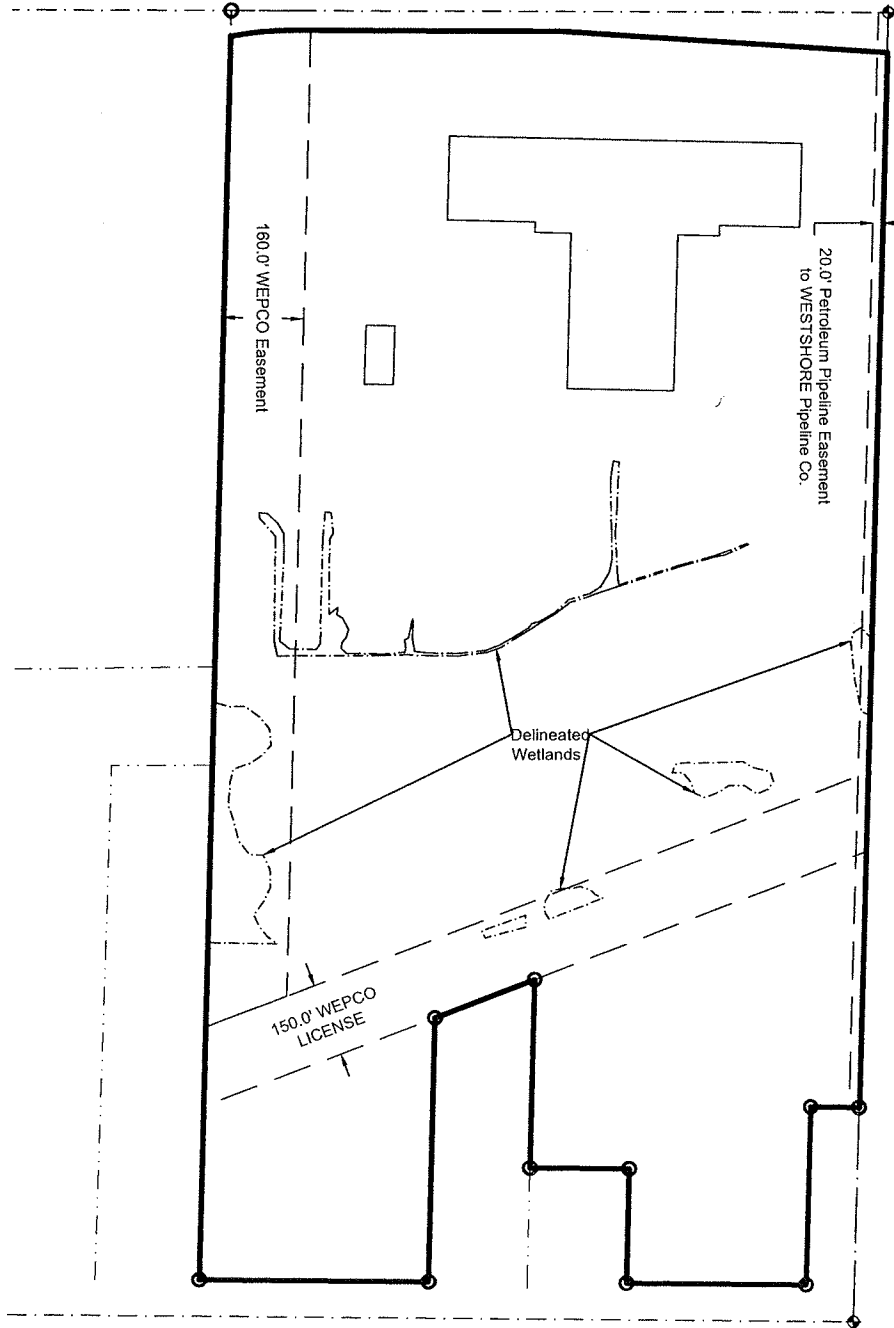 20.0' Petroleum Pipeline Easement
to WESTSHORE Pipeline Co.
160.0' WEPCO Easement
Delineated
Wetlands
150.0' WEPCO
LICENSE